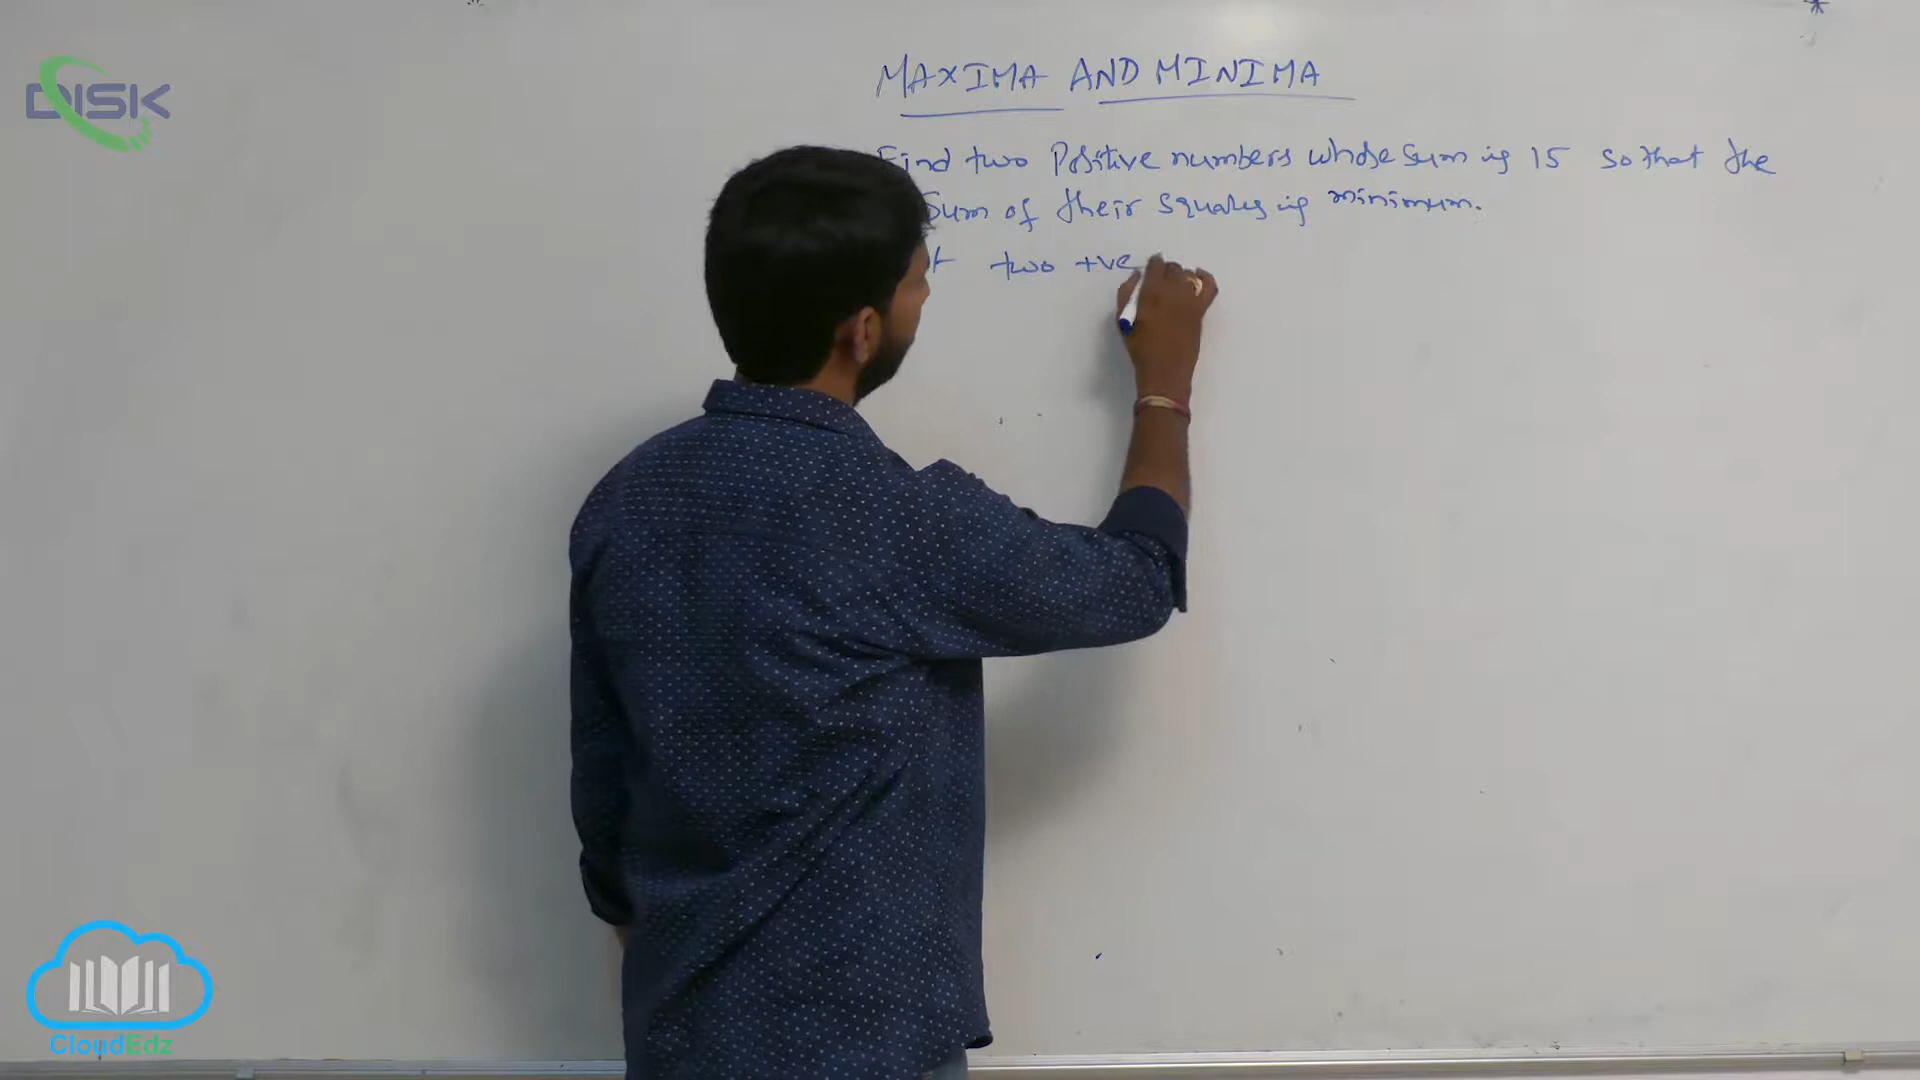 DISK
MAXIMA AND MINIMA
Find two Positive numbers whose sum is 15 so that the
Sum of their squares is minimum.
two +ve
CloudEdz